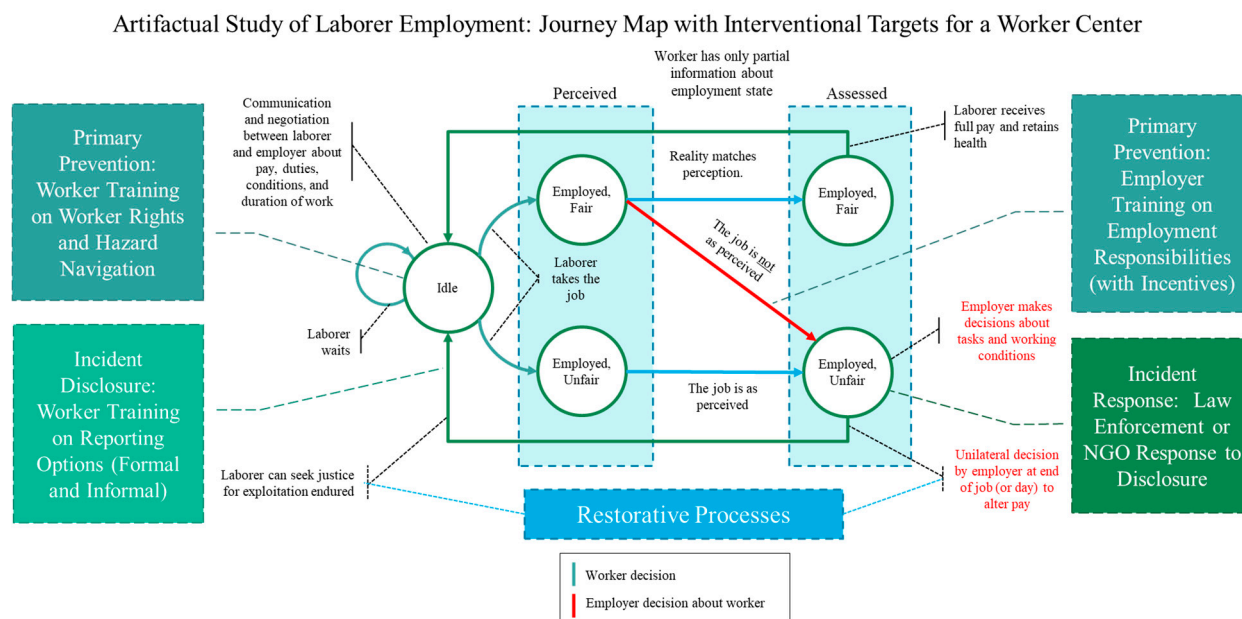 Artifactual Study of Laborer Employment: Journey Map with Interventional Targets for a Worker Center
Primary
Prevention:
Worker Training
on Worker Rights
and Hazard
Navigation
Incident
Disclosure:
Worker Training
on Reporting
Options (Formal
and Informal)
Communication
and negotiation
between laborer
and employer about
pay, duties,
conditions, and
duration of work
Laborer
waits
Laborer can seek justice
for exploitation endured
Idle
Laborer
takes the
job
Perceived
Employed,
Fair
Employed,
Unfair
Worker has only partial
information about
employment state
Reality matches
perception.
The job is not
as perceived
The job is as
perceived
Assessed
Employed,
Fair
Employed,
Unfair
Laborer receives
full pay and retains
health
Employer makes
decisions about
tasks and working
conditions
Unilateral decision
by employer at end
of job (or day) to
alter pay
Primary
Prevention:
Employer
Training on
Employment
Responsibilities
(with Incentives)
Incident
Response: Law
Enforcement or
NGO Response to
Disclosure
Restorative Processes
Worker decision
Employer decision about worker